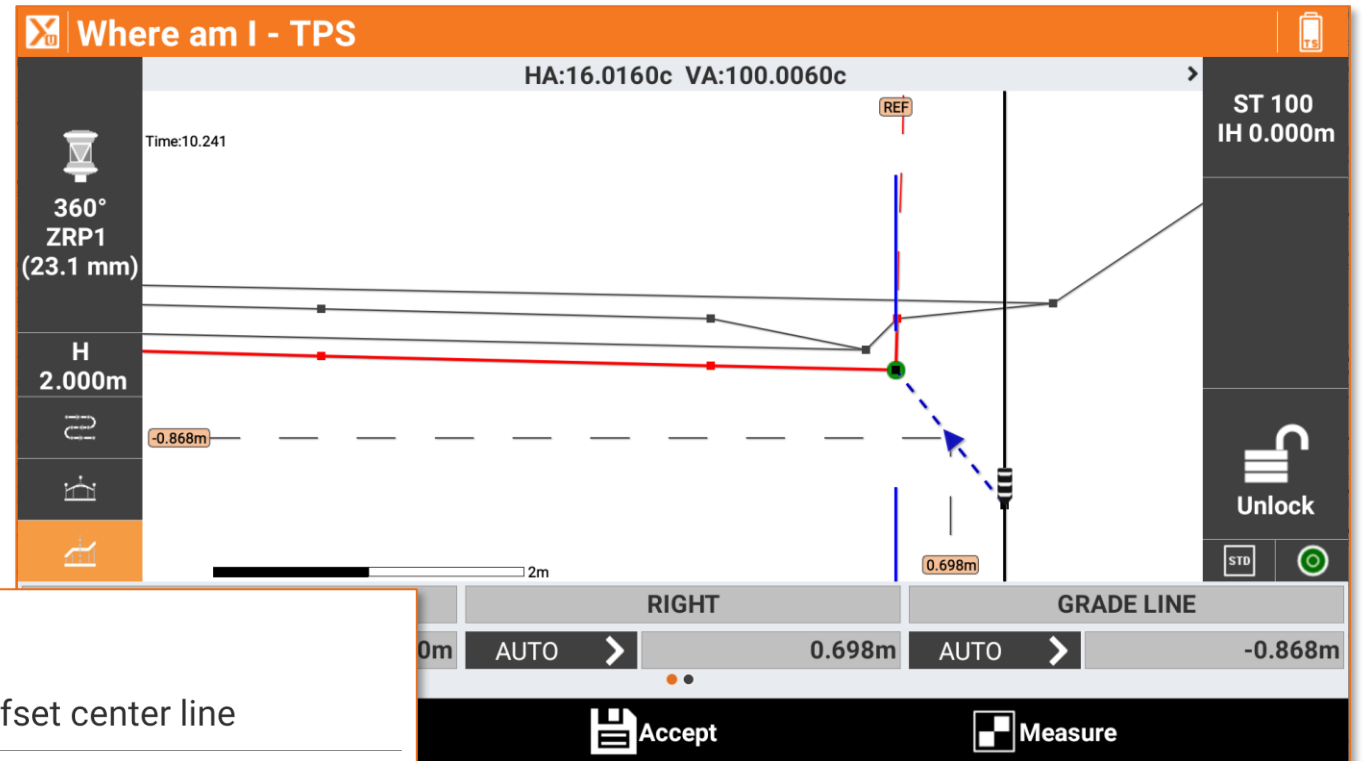 Where am I - TPS
TS
HA:16.0160c VA:100.0060c
ST 100
IH 0.000m
REF
Time:10.241
360°
ZRP1
(23.1 mm)
H
2.000m
-0.868m
Unlock
STD
0.698m
2m
RIGHT
GRADE LINE
0m
AUTO
0.698m
AUTO
-0.868m
fset center line
Accept
Measure